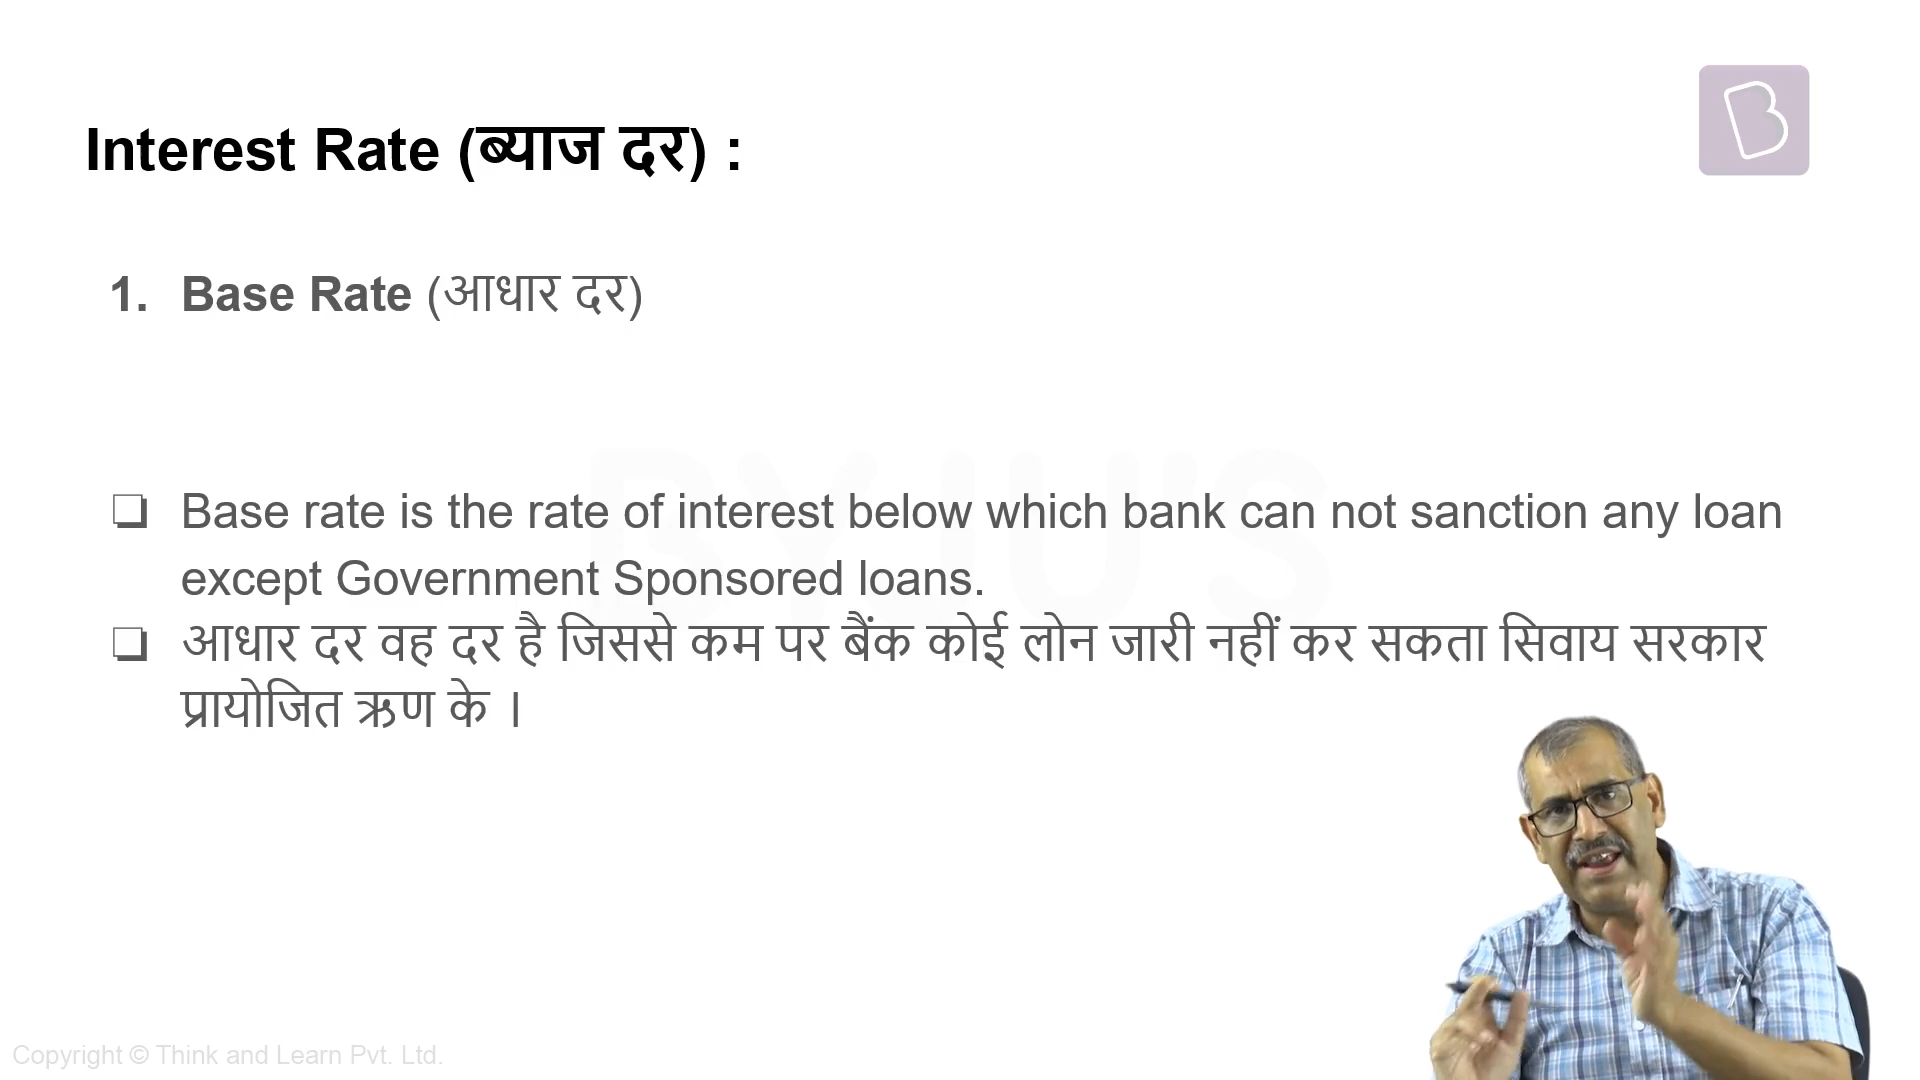 Interest Rate (ब्याज दर) :
1. Base Rate (आधार दर)
❏ Base rate is the rate of interest below which bank can not sanction any loan
except Government Sponsored loans.
❏ आधार दर वह दर है जिससे कम पर बैंक कोई लोन जारी नहीं कर सकता सिवाय सरकार
प्रायोजित ऋण के ।
BYJU'S
Copyright © Think and Learn Pvt. Ltd.